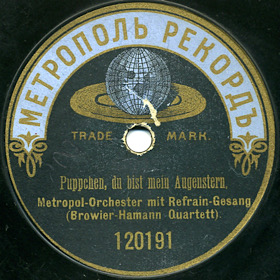 МЕТРОПОЛЬ РЕКОРДЪ
TRADE MARK.
Puppchen, du bist mein Augenstern,
Metropol-Orchester mit Refrain-Gesang
(Browier-Hamann Quartett).
120191